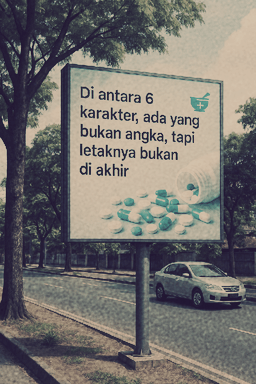 Di antara 6
karakter, ada yang
bukan angka, tapi
letaknya bukan
di akhir